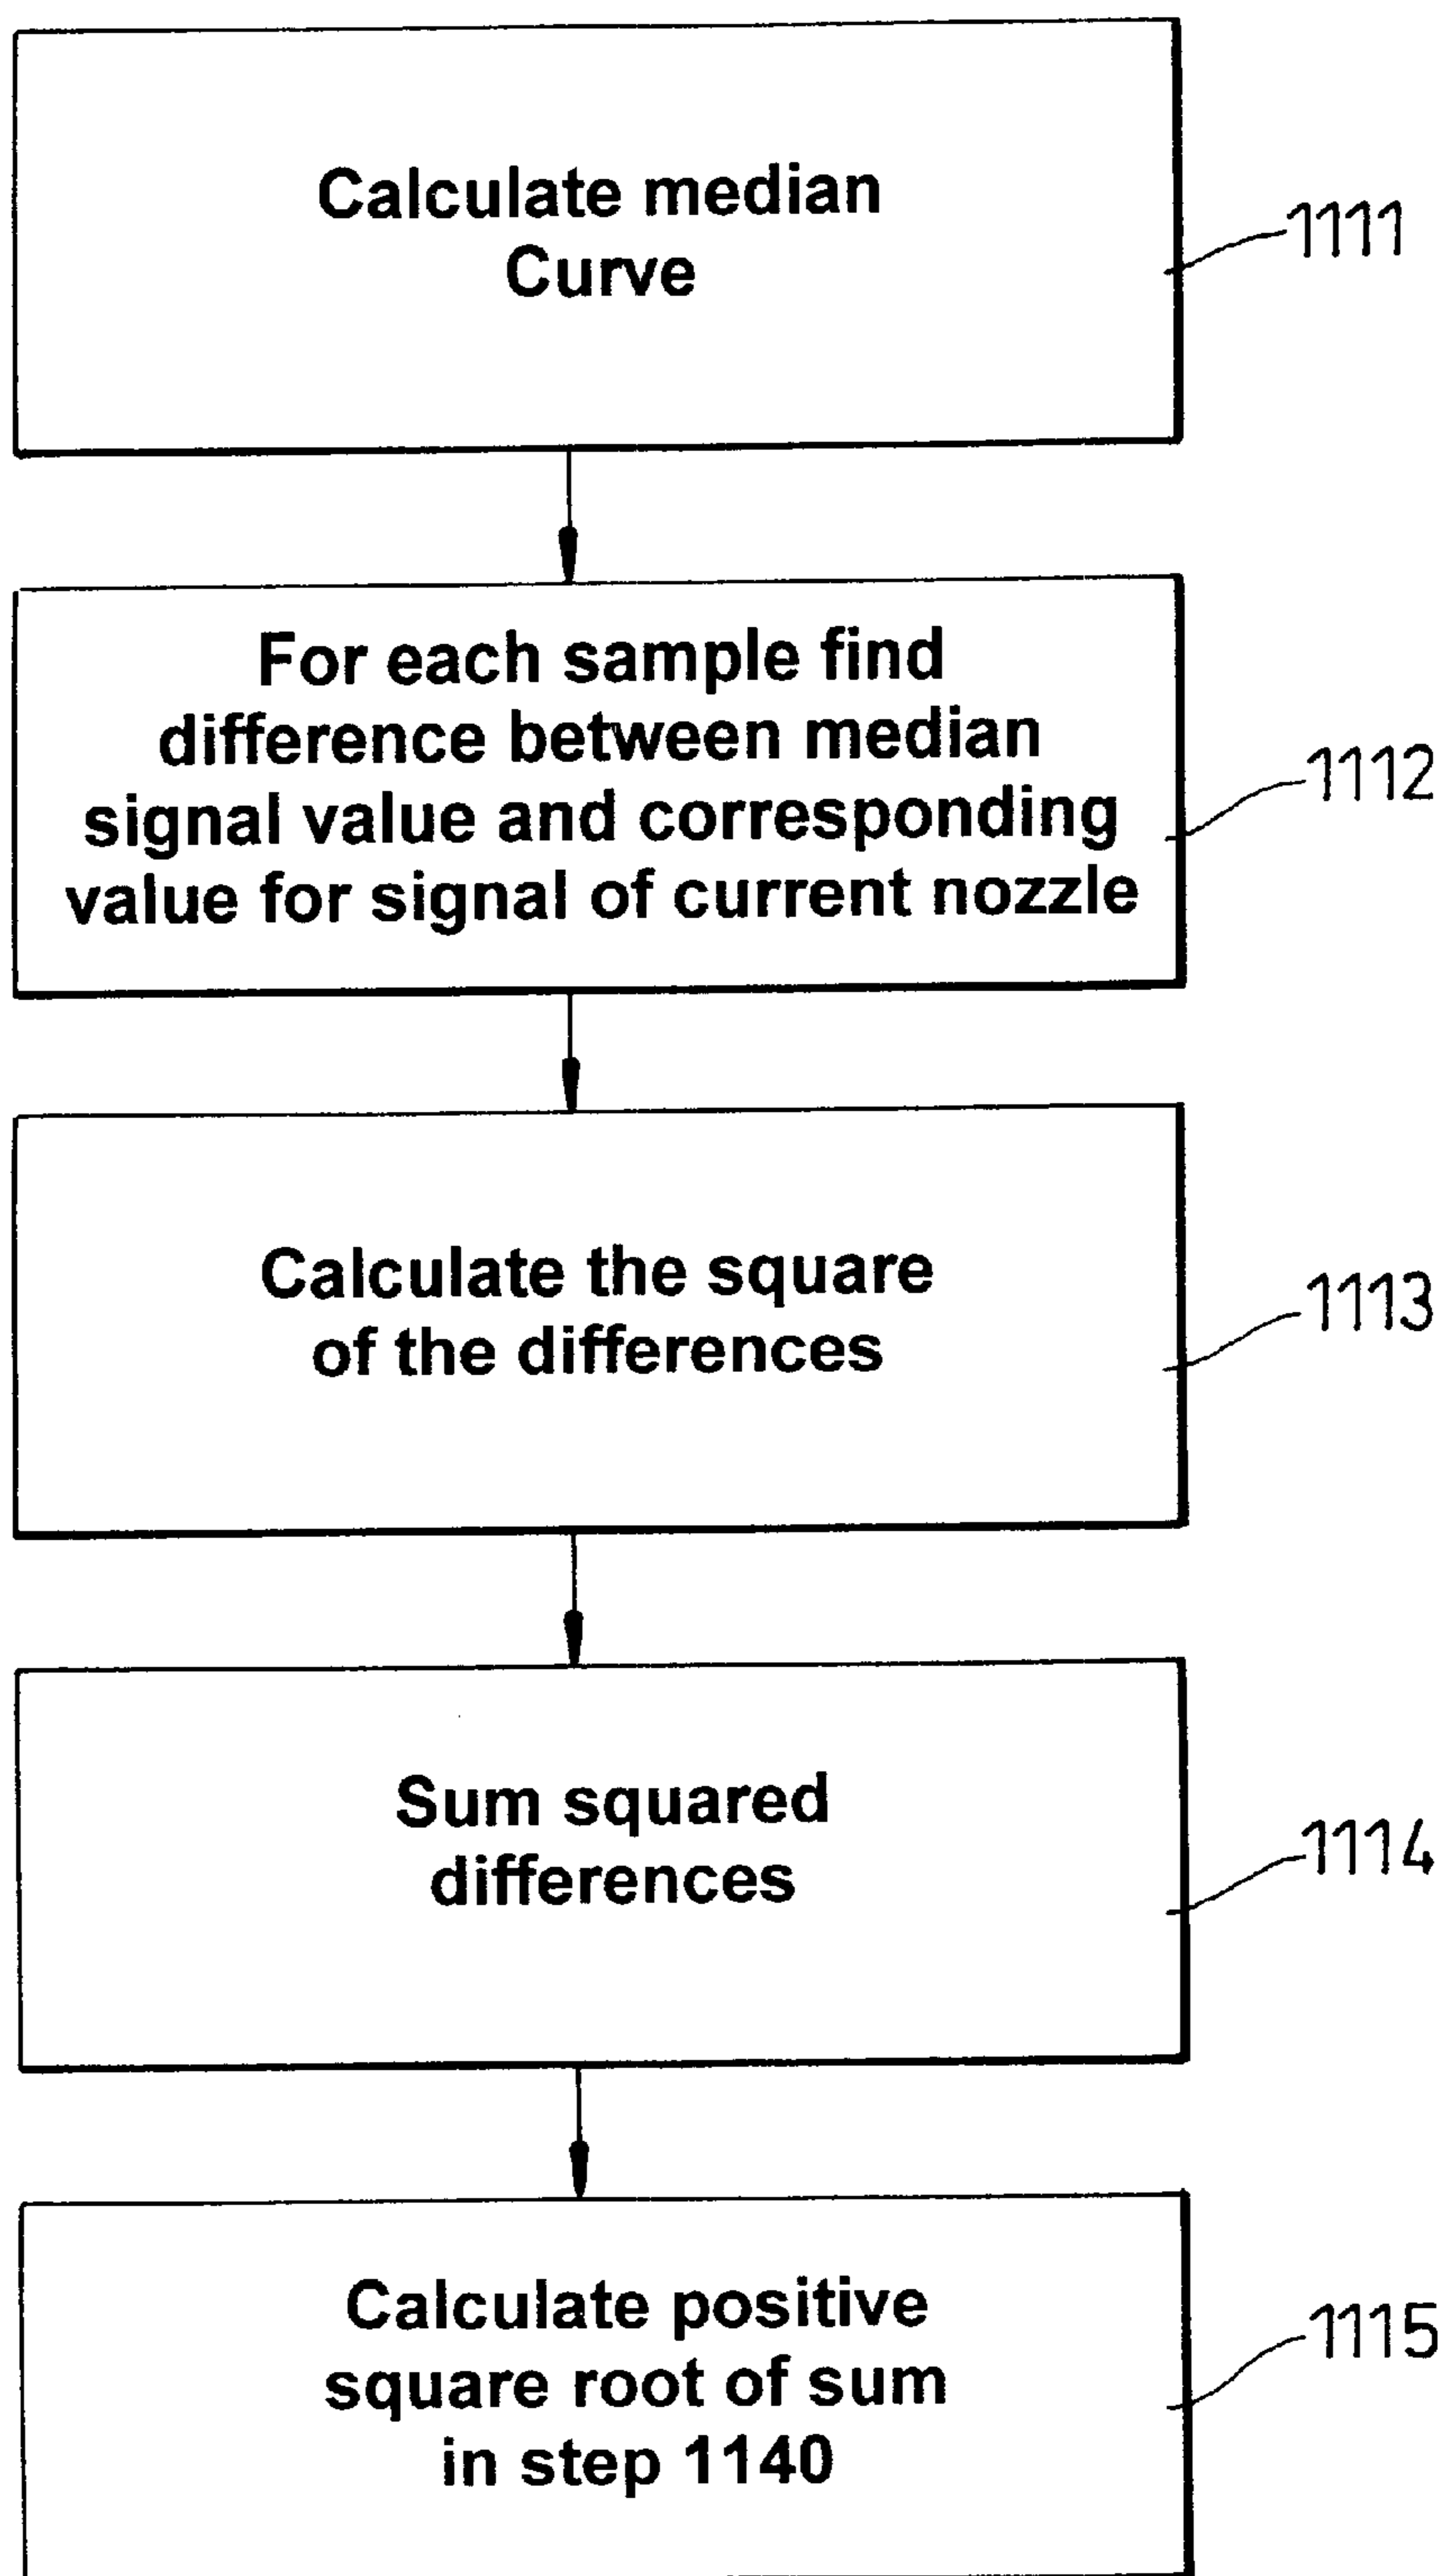 Calculate median
Curve
1111
For each sample find
difference between median
signal value and corresponding
value for signal of current nozzle
1112
Calculate the square
of the differences
1113
Sum squared
differences
1114
Calculate positive
square root of sum
in step 1140
1115